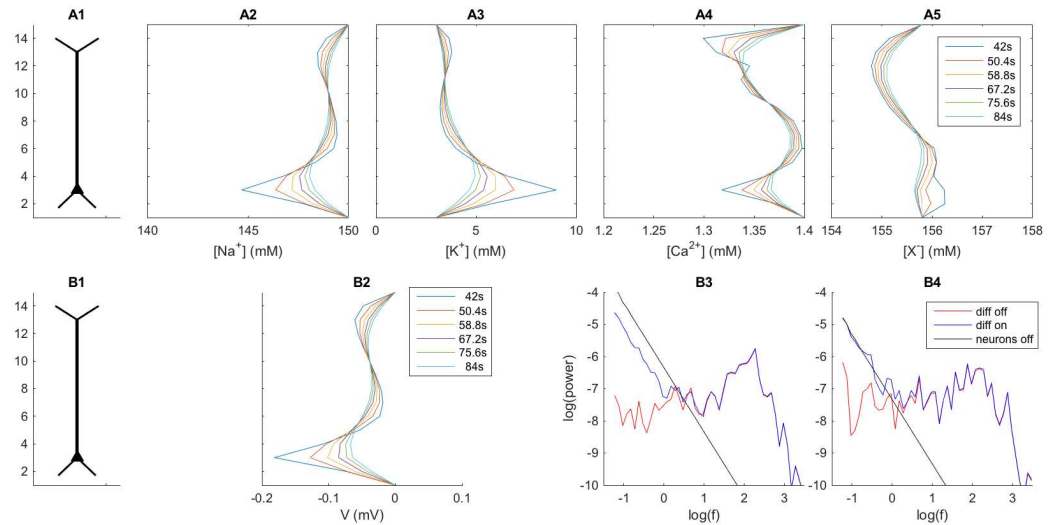 A1
A2
A3
A4
A5
14
12
10
8
6
4
2
140
145
150
[Na+] (mM)
0
5
10
[K+] (mM)
1.2
1.25
1.3
1.35
1.4
[Ca2+] (mM)
42s
50.4s
58.8s
67.2s
75.6s
84s
154
155
156
157
158
[X-] (mM)
B1
B2
B3
B4
14
12
10
8
6
4
2
42s
50.4s
58.8s
67.2s
75.6s
84s
-0.2
-0.1
0
0.1
V (mV)
log(power)
-4
-5
-6
-7
-8
-9
-10
-1
0
1
2
3
log(f)
-4
-5
-6
-7
-8
-9
-10
diff off
diff on
neurons off
-1
0
1
2
3
log(f)